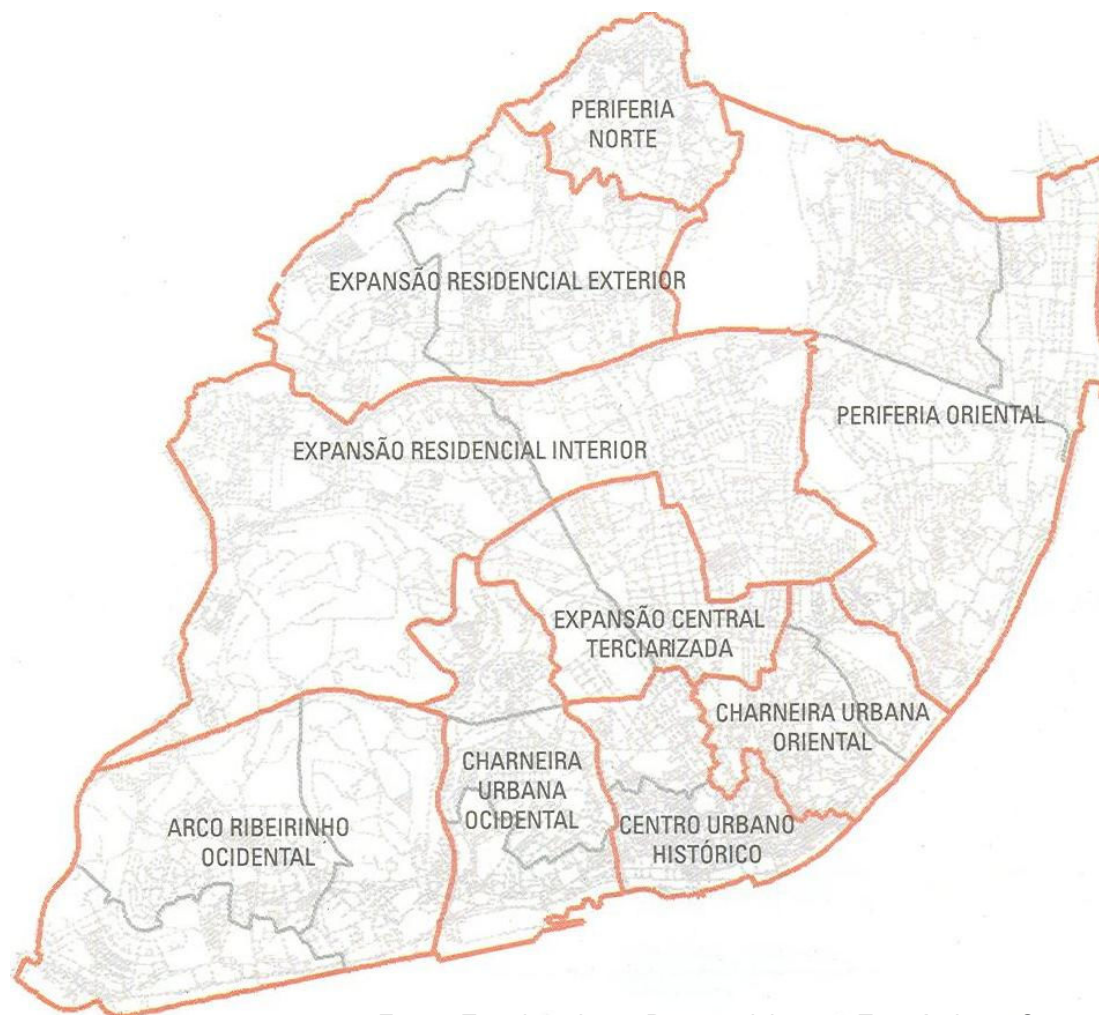 PERIFERIA
NORTE
EXPANSÃO RESIDENCIAL EXTERIOR
PERIFERIA ORIENTAL
EXPANSÃO RESIDENCIAL INTERIOR
EXPANSÃO CENTRAL
TERCIARIZADA
CHARNEIRA URBANA
ORIENTAL
CHARNEIRA
URBANA
OCIDENTAL
ARCO RIBEIRINHO
OCIDENTAL
CENTRO URBANO
HISTÓRICO